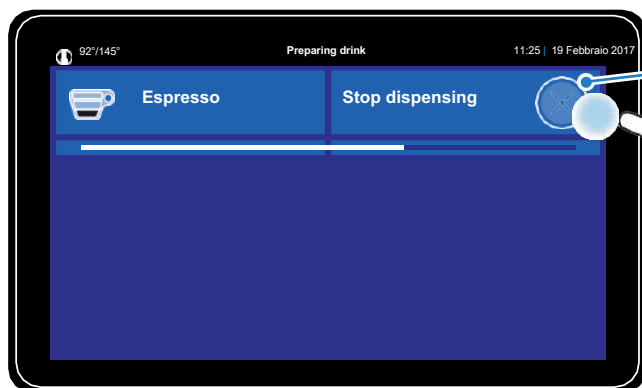 92°/145° Preparing drink 11:25 | 19 Febbraio 2017
Espresso Stop dispensing